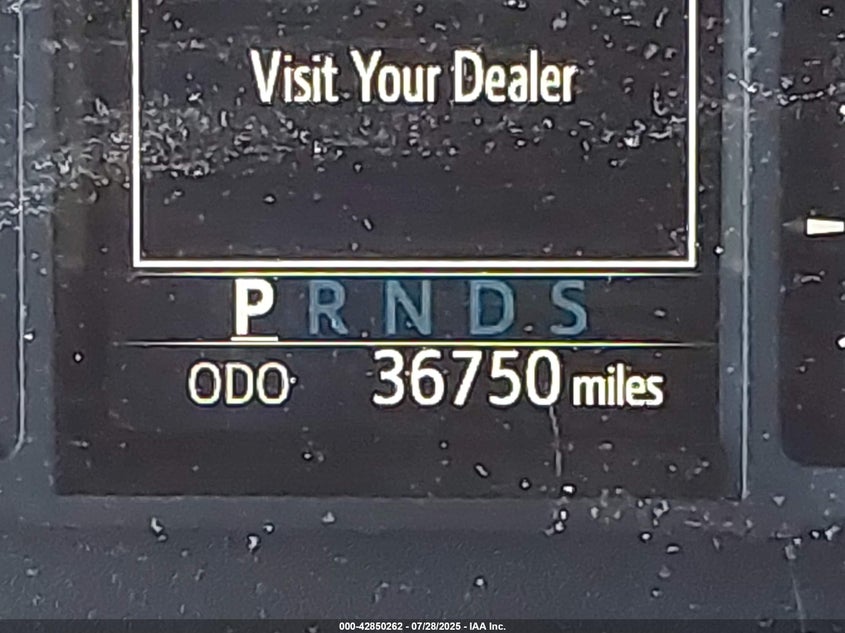 Visit Your Dealer
P R N D S
ODO 36750 miles
000-42850262 - 07/28/2025 - IAA Inc.